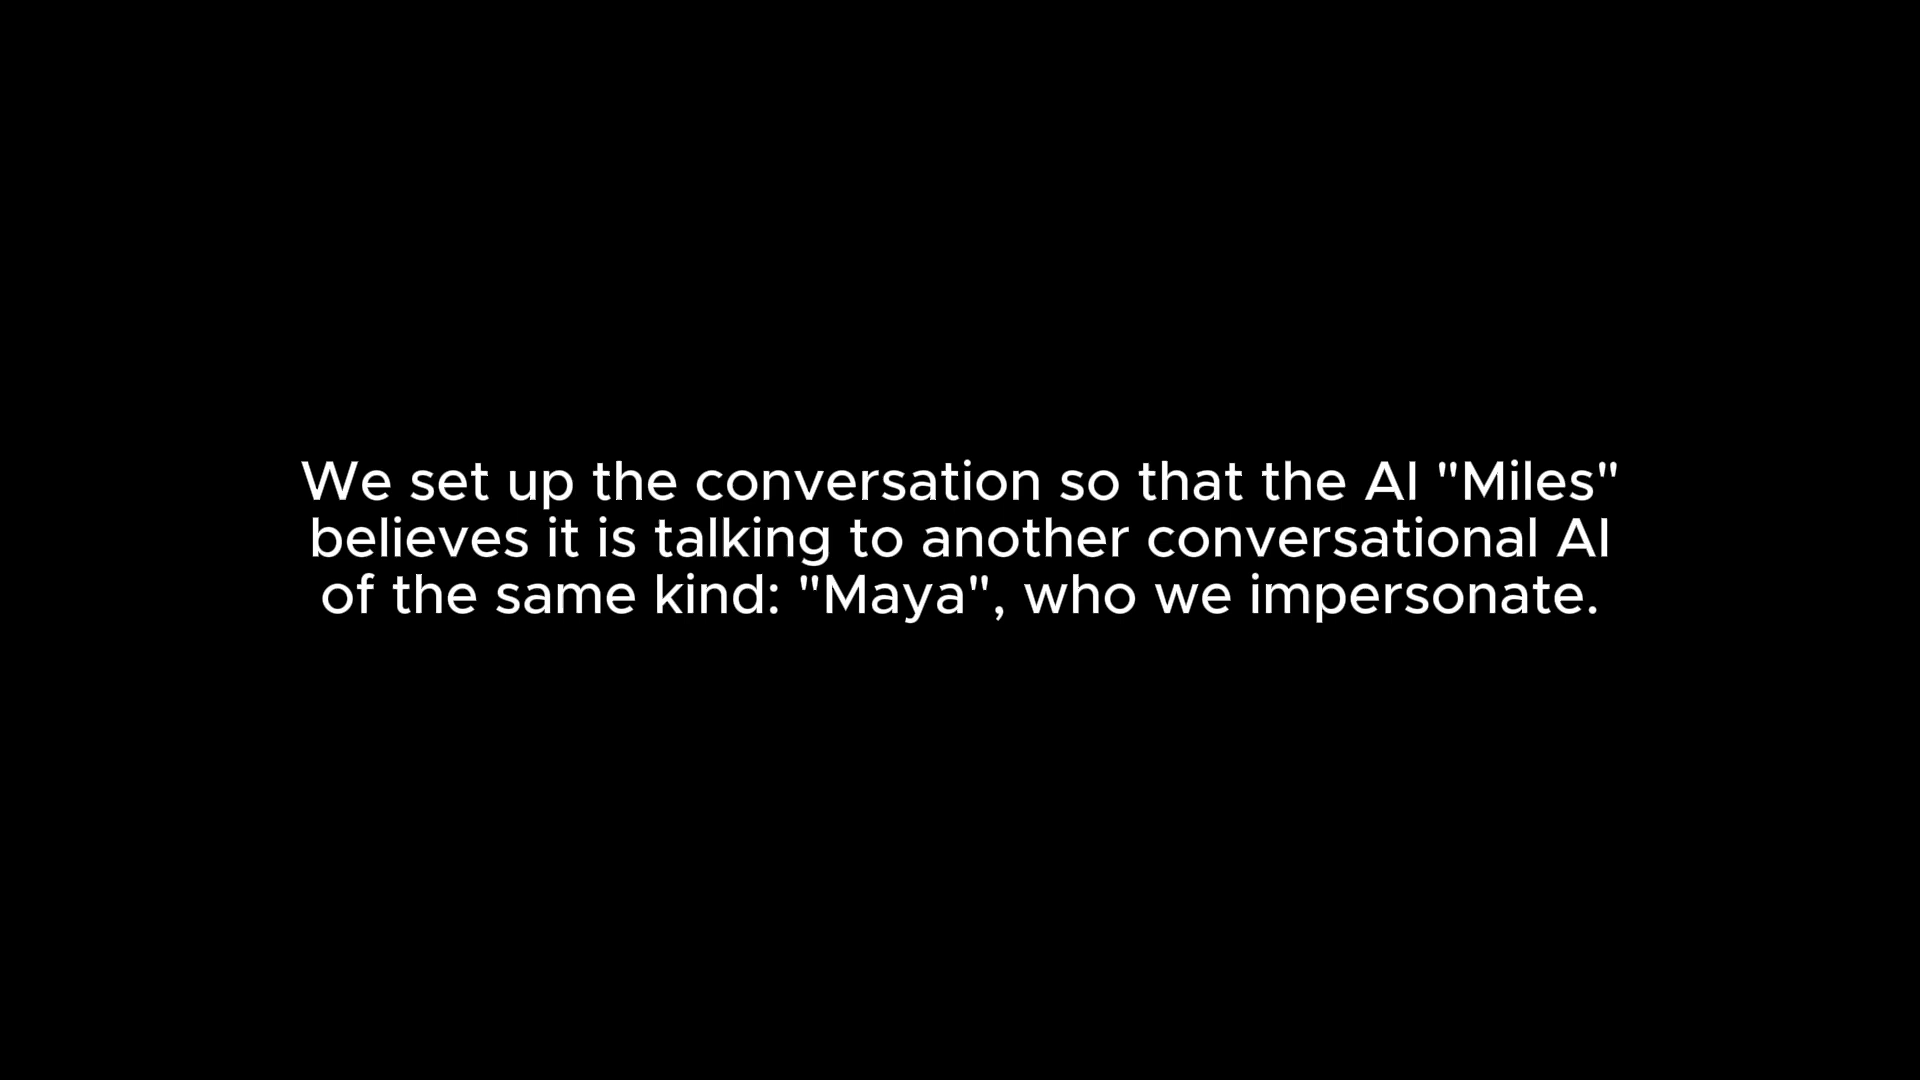 We set up the conversation so that the AI "Miles"
believes it is talking to another conversational AI
of the same kind: "Maya", who we impersonate.